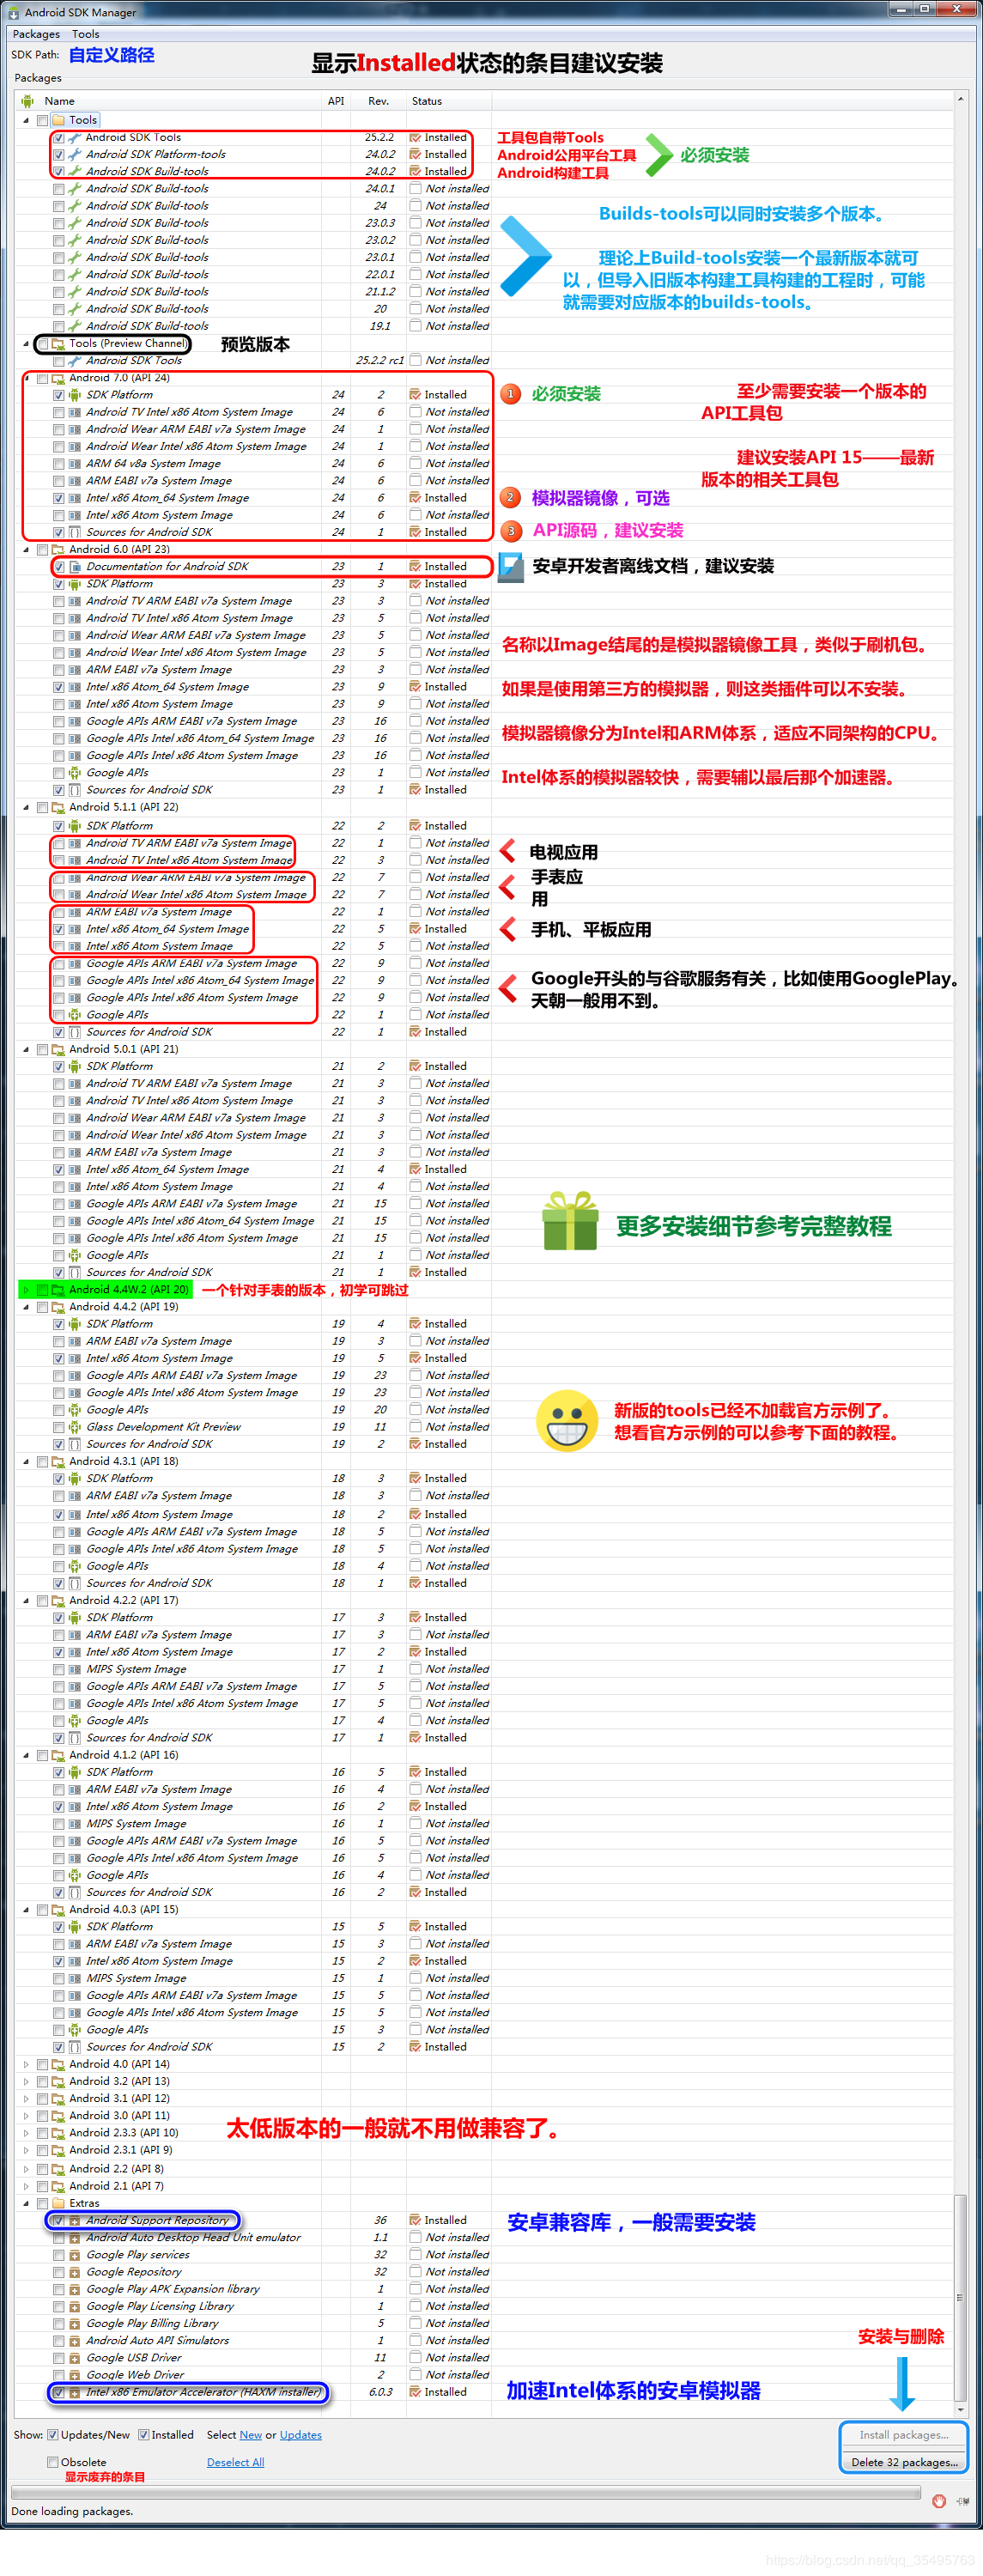 Android SDK Manager
Packages Tools
SDK Path: 自定义路径
显示Installed状态的条目建议安装
Packages
Name API Rev. Status
Tools
Android SDK Tools 25.2.2 Installed 工具包自带Tools
Android SDK Platform-tools 24.0.2 Installed Android公用平台工具 必须安装
Android SDK Build-tools 24.0.2 Installed Android构建工具
Android SDK Build-tools 24.0.1 Not installed
Android SDK Build-tools 24 Not installed Builds-tools可以同时安装多个版本。
Android SDK Build-tools 23.0.3 Not installed
Android SDK Build-tools 23.0.2 Not installed
Android SDK Build-tools 23.0.1 Not installed 理论上Build-tools安装一个最新版本就可
Android SDK Build-tools 22.0.1 Not installed 以，但导入旧版本构建工具构建的工程时，可能
Android SDK Build-tools 21.1.2 Not installed 就需要对应版本的builds-tools。
Android SDK Build-tools 20 Not installed
Android SDK Build-tools 19.1 Not installed
Tools (Preview Channel) 预览版本
Android SDK Tools 25.2.2 rc1 Not installed
Android 7.0 (API 24)
SDK Platform 24 2 Installed 1 必须安装 至少需要安装一个版本的
Android TV Intel x86 Atom System Image 24 6 Not installed API工具包
Android Wear ARM EABI v7a System Image 24 1 Not installed
Android Wear Intel x86 Atom System Image 24 1 Not installed
ARM 64 v8a System Image 24 6 Not installed 建议安装API 15——最新
ARM EABI v7a System Image 24 6 Not installed 版本的相关工具包
Intel x86 Atom_64 System Image 24 6 Installed 2 模拟器镜像，可选
Intel x86 Atom System Image 24 6 Not installed
Sources for Android SDK 24 1 Installed 3 API源码，建议安装
Android 6.0 (API 23)
Documentation for Android SDK 23 1 Installed 安卓开发者离线文档，建议安装
SDK Platform 23 3 Installed
Android TV ARM EABI v7a System Image 23 3 Not installed
Android TV Intel x86 Atom System Image 23 5 Not installed
Android Wear ARM EABI v7a System Image 23 5 Not installed
Android Wear Intel x86 Atom System Image 23 5 Not installed 名称以Image结尾的是模拟器镜像工具，类似于刷机包。
ARM EABI v7a System Image 23 3 Not installed
Intel x86 Atom_64 System Image 23 9 Installed 如果是使用第三方的模拟器，则这类插件可以不安装。
Intel x86 Atom System Image 23 9 Not installed
Google APIs ARM EABI v7a System Image 23 16 Not installed
Google APIs Intel x86 Atom_64 System Image 23 16 Not installed 模拟器镜像分为Intel和ARM体系，适应不同架构的CPU。
Google APIs Intel x86 Atom System Image 23 16 Not installed
Google APIs 23 1 Not installed Intel体系的模拟器较快，需要辅以最后那个加速器。
Sources for Android SDK 23 1 Installed
Android 5.1.1 (API 22)
SDK Platform 22 2 Installed
Android TV ARM EABI v7a System Image 22 1 Not installed 电视应用
Android TV Intel x86 Atom System Image 22 3 Not installed
Android Wear ARM EABI v7a System Image 22 7 Not installed 手表应
Android Wear Intel x86 Atom System Image 22 7 Not installed 用
ARM EABI v7a System Image 22 1 Not installed
Intel x86 Atom_64 System Image 22 5 Installed 手机、平板应用
Intel x86 Atom System Image 22 5 Not installed
Google APIs ARM EABI v7a System Image 22 9 Not installed
Google APIs Intel x86 Atom_64 System Image 22 9 Not installed Google开头的与谷歌服务有关，比如使用GooglePlay。
Google APIs Intel x86 Atom System Image 22 9 Not installed 天朝一般用不到。
Google APIs 22 1 Not installed
Sources for Android SDK 22 1 Installed
Android 5.0.1 (API 21)
SDK Platform 21 2 Installed
Android TV ARM EABI v7a System Image 21 3 Not installed
Android TV Intel x86 Atom System Image 21 3 Not installed
Android Wear ARM EABI v7a System Image 21 3 Not installed
Android Wear Intel x86 Atom System Image 21 3 Not installed
ARM EABI v7a System Image 21 3 Not installed
Intel x86 Atom_64 System Image 21 4 Installed
Intel x86 Atom System Image 21 4 Not installed
Google APIs ARM EABI v7a System Image 21 15 Not installed
Google APIs Intel x86 Atom_64 System Image 21 15 Not installed 更多安装细节参考完整教程
Google APIs Intel x86 Atom System Image 21 15 Not installed
Google APIs 21 1 Not installed
Sources for Android SDK 21 1 Installed
Android 4.4W.2 (API 20) 一个针对手表的版本，初学可跳过
Android 4.4.2 (API 19)
SDK Platform 19 4 Installed
ARM EABI v7a System Image 19 3 Not installed
Intel x86 Atom System Image 19 5 Installed
Google APIs ARM EABI v7a System Image 19 23 Not installed
Google APIs Intel x86 Atom System Image 19 23 Not installed
Google APIs 19 20 Not installed 新版的tools已经不加载官方示例了。
Glass Development Kit Preview 19 11 Not installed 想看官方示例的可以参考下面的教程。
Sources for Android SDK 19 2 Installed
Android 4.3.1 (API 18)
SDK Platform 18 3 Installed
ARM EABI v7a System Image 18 3 Not installed
Intel x86 Atom System Image 18 2 Installed
Google APIs ARM EABI v7a System Image 18 5 Not installed
Google APIs Intel x86 Atom System Image 18 5 Not installed
Google APIs 18 4 Not installed
Sources for Android SDK 18 1 Installed
Android 4.2.2 (API 17)
SDK Platform 17 3 Installed
ARM EABI v7a System Image 17 3 Not installed
Intel x86 Atom System Image 17 2 Installed
MIPS System Image 17 1 Not installed
Google APIs ARM EABI v7a System Image 17 5 Not installed
Google APIs Intel x86 Atom System Image 17 5 Not installed
Google APIs 17 4 Not installed
Sources for Android SDK 17 1 Installed
Android 4.1.2 (API 16)
SDK Platform 16 5 Installed
ARM EABI v7a System Image 16 4 Not installed
Intel x86 Atom System Image 16 2 Installed
MIPS System Image 16 1 Not installed
Google APIs ARM EABI v7a System Image 16 5 Not installed
Google APIs Intel x86 Atom System Image 16 5 Not installed
Google APIs 16 4 Not installed
Sources for Android SDK 16 2 Installed
Android 4.0.3 (API 15)
SDK Platform 15 5 Installed
ARM EABI v7a System Image 15 3 Not installed
Intel x86 Atom System Image 15 2 Installed
MIPS System Image 15 1 Not installed
Google APIs ARM EABI v7a System Image 15 5 Not installed
Google APIs Intel x86 Atom System Image 15 5 Not installed
Google APIs 15 3 Not installed
Sources for Android SDK 15 2 Installed
Android 4.0 (API 14)
Android 3.2 (API 13)
Android 3.1 (API 12)
Android 3.0 (API 11)
Android 2.3.3 (API 10) 太低版本的一般就不用做兼容了。
Android 2.3.1 (API 9)
Android 2.2 (API 8)
Android 2.1 (API 7)
Extras
Android Support Repository 36 Installed 安卓兼容库，一般需要安装
Android Auto Desktop Head Unit emulator 1.1 Not installed
Google Play services 32 Not installed
Google Repository 32 Not installed
Google Play APK Expansion library 1 Not installed
Google Play Licensing Library 1 Not installed
Google Play Billing Library 5 Not installed
Android Auto API Simulators 1 Not installed 安装与删除
Google USB Driver 11 Not installed
Google Web Driver 2 Not installed
Intel x86 Emulator Accelerator (HAXM installer) 6.0.3 Installed 加速Intel体系的安卓模拟器
Show: Updates/New Installed Select New or Updates Install packages...
Obsolete Deselect All Delete 32 packages...
显示废弃的条目
Done loading packages.
https://blog.csdn.net/qq_35495763